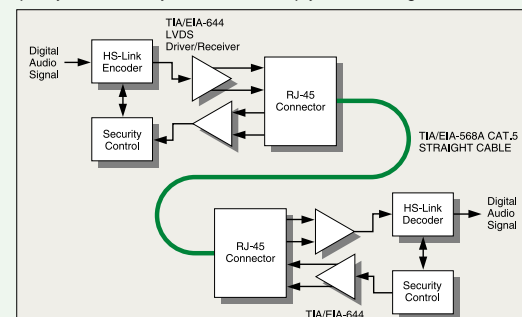 TIA/EIA-644
LVDS
Driver/Receiver
Digital
Audio
Signal
HS-Link
Encoder
RJ-45
Connector
Security
Control
TIA/EIA-568A CAT.5
STRAIGHT CABLE
RJ-45
Connector
HS-Link
Decoder
Digital
Audio
Signal
Security
Control
TIA/EIA-644